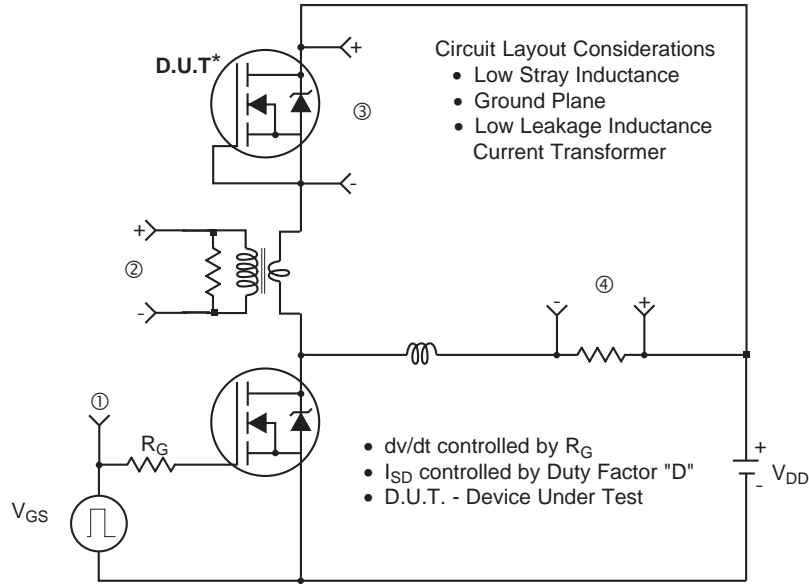 D.U.T*
+
③
-
Circuit Layout Considerations
• Low Stray Inductance
• Ground Plane
• Low Leakage Inductance
Current Transformer
+
②
-
④
-
+
①
R_G
V_GS
• dv/dt controlled by R_G
• I_SD controlled by Duty Factor "D"
• D.U.T. - Device Under Test
+
V_DD
-